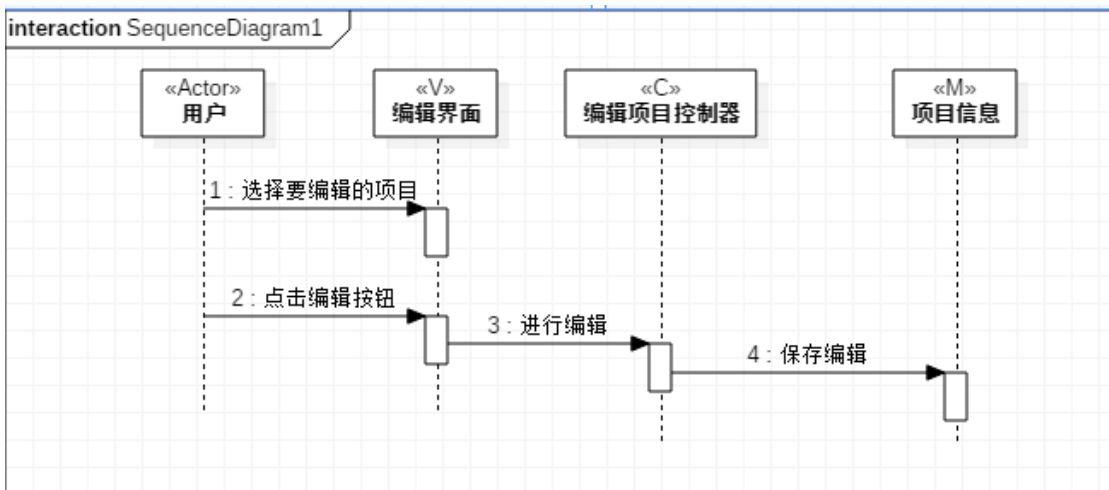 interaction SequenceDiagram1
«Actor»
用户
«V»
编辑界面
«C»
编辑项目控制器
«M»
项目信息
1 : 选择要编辑的项目
2 : 点击编辑按钮
3 : 进行编辑
4 : 保存编辑